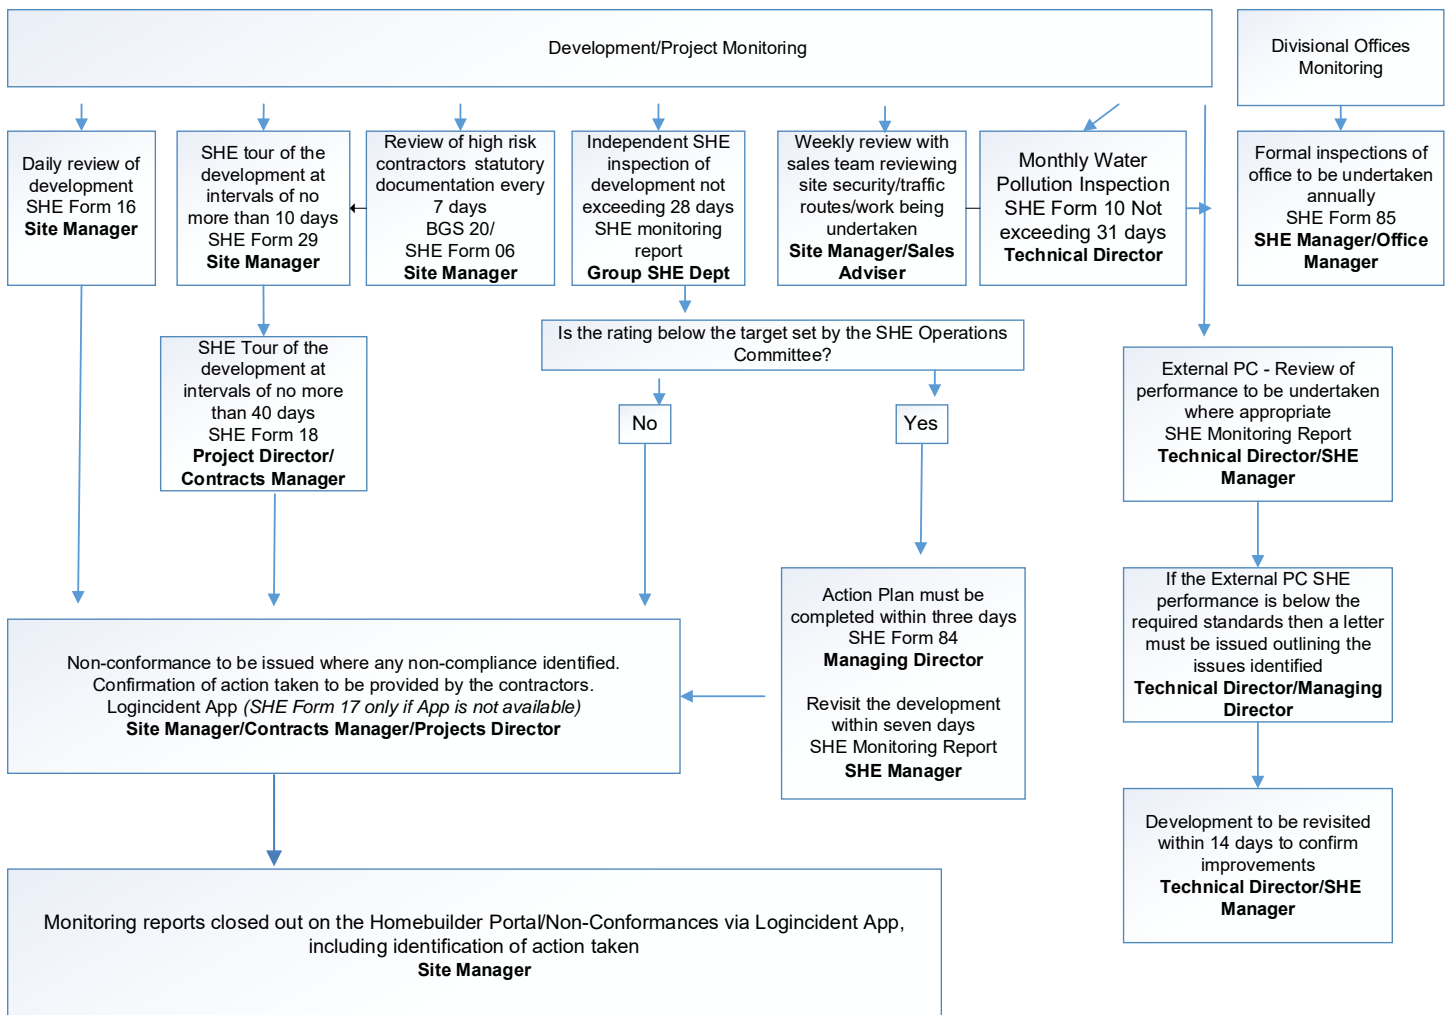 Development/Project Monitoring
Divisional Offices
Monitoring
Daily review of
development
SHE Form 16
Site Manager
SHE tour of the
development at
intervals of no
more than 10 days
SHE Form 29
Site Manager
Review of high risk
contractors statutory
documentation every
7 days
BGS 20/
SHE Form 06
Site Manager
Independent SHE
inspection of
development not
exceeding 28 days
SHE monitoring
report
Group SHE Dept
Weekly review with
sales team reviewing
site security/traffic
routes/work being
undertaken
Site Manager/Sales
Adviser
Monthly Water
Pollution Inspection
SHE Form 10 Not
exceeding 31 days
Technical Director
Formal inspections of
office to be undertaken
annually
SHE Form 85
SHE Manager/Office
Manager
SHE Tour of the
development at
intervals of no more
than 40 days
SHE Form 18
Project Director/
Contracts Manager
Is the rating below the target set by the SHE Operations
Committee?
No
Yes
External PC - Review of
performance to be undertaken
where appropriate
SHE Monitoring Report
Technical Director/SHE
Manager
Action Plan must be
completed within three days
SHE Form 84
Managing Director
Revisit the development
within seven days
SHE Monitoring Report
SHE Manager
If the External PC SHE
performance is below the
required standards then a letter
must be issued outlining the
issues identified
Technical Director/Managing
Director
Non-conformance to be issued where any non-compliance identified.
Confirmation of action taken to be provided by the contractors.
Logincident App (SHE Form 17 only if App is not available)
Site Manager/Contracts Manager/Projects Director
Development to be revisited
within 14 days to confirm
improvements
Technical Director/SHE
Manager
Monitoring reports closed out on the Homebuilder Portal/Non-Conformances via Logincident App,
including identification of action taken
Site Manager